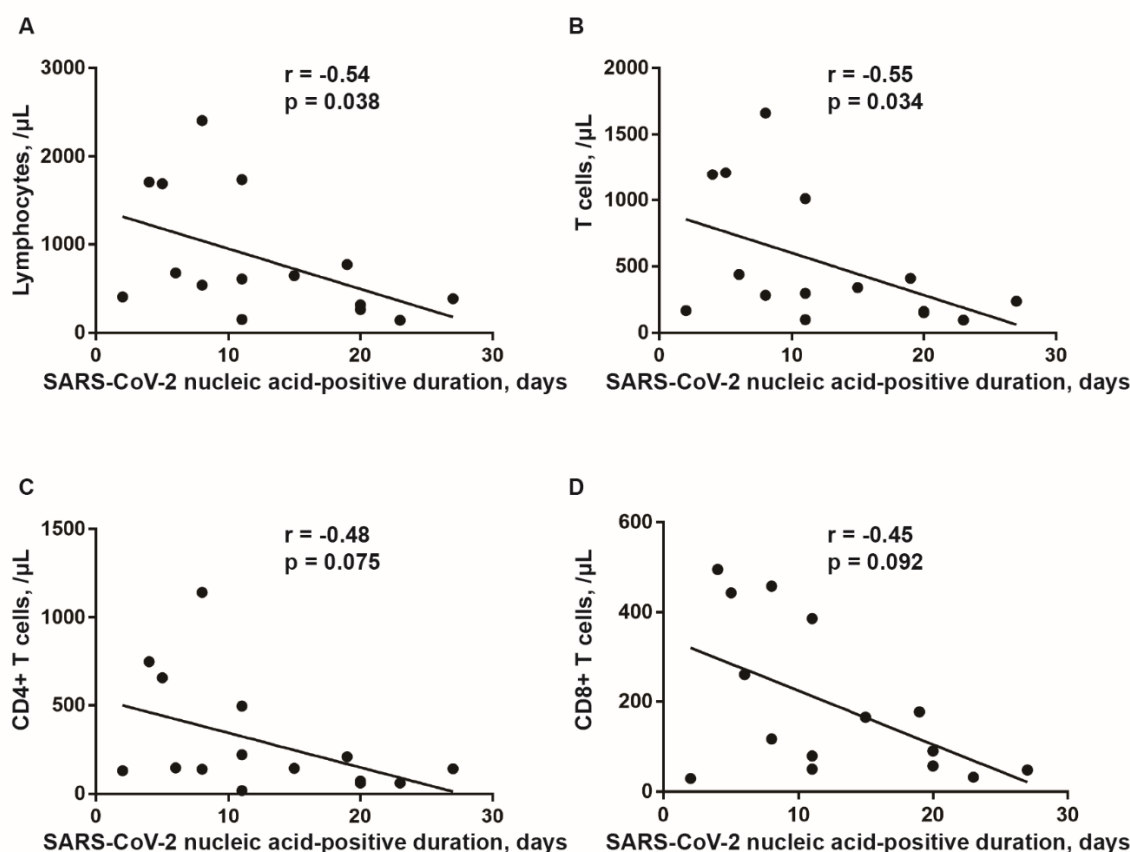 A
r = -0.54
p = 0.038
Lymphocytes, /μL
3000
2000
1000
0
0 10 20 30
SARS-CoV-2 nucleic acid-positive duration, days
B
r = -0.55
p = 0.034
T cells, /μL
2000
1500
1000
500
0
0 10 20 30
SARS-CoV-2 nucleic acid-positive duration, days
C
r = -0.48
p = 0.075
CD4+ T cells, /μL
1500
1000
500
0
0 10 20 30
SARS-CoV-2 nucleic acid-positive duration, days
D
r = -0.45
p = 0.092
CD8+ T cells, /μL
600
400
200
0
0 10 20 30
SARS-CoV-2 nucleic acid-positive duration, days